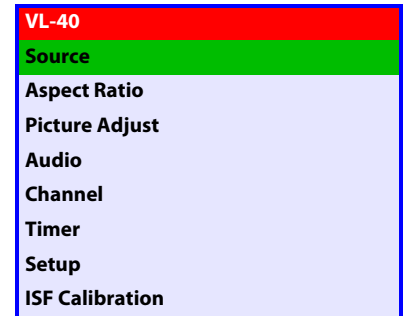 VL-40
Source
Aspect Ratio
Picture Adjust
Audio
Channel
Timer
Setup
ISF Calibration